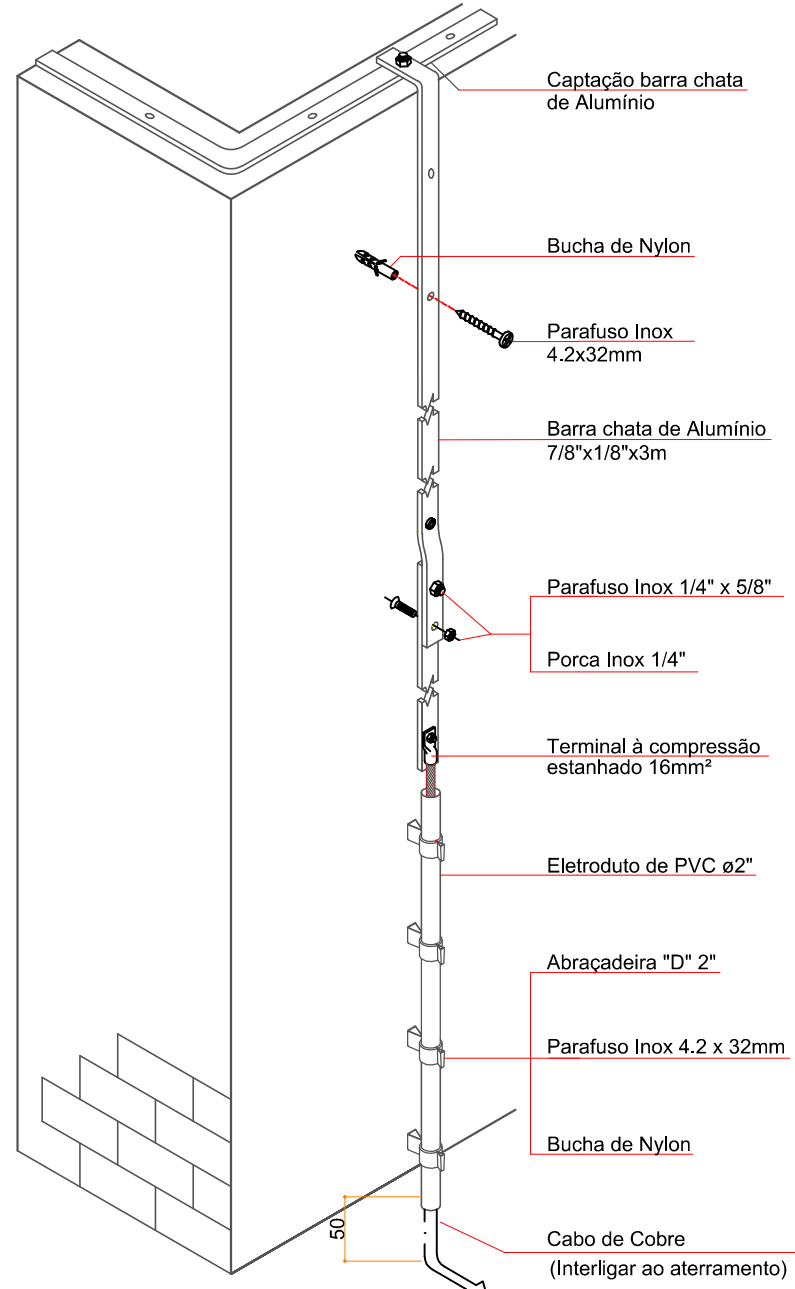 Captação barra chata
de Alumínio
Bucha de Nylon
Parafuso Inox
4.2x32mm
Barra chata de Alumínio
7/8"x1/8"x3m
Parafuso Inox 1/4" x 5/8"
Porca Inox 1/4"
Terminal à compressão
estanhado 16mm²
Eletroduto de PVC ø2"
Abraçadeira "D" 2"
Parafuso Inox 4.2 x 32mm
Bucha de Nylon
50
Cabo de Cobre
(Interligar ao aterramento)